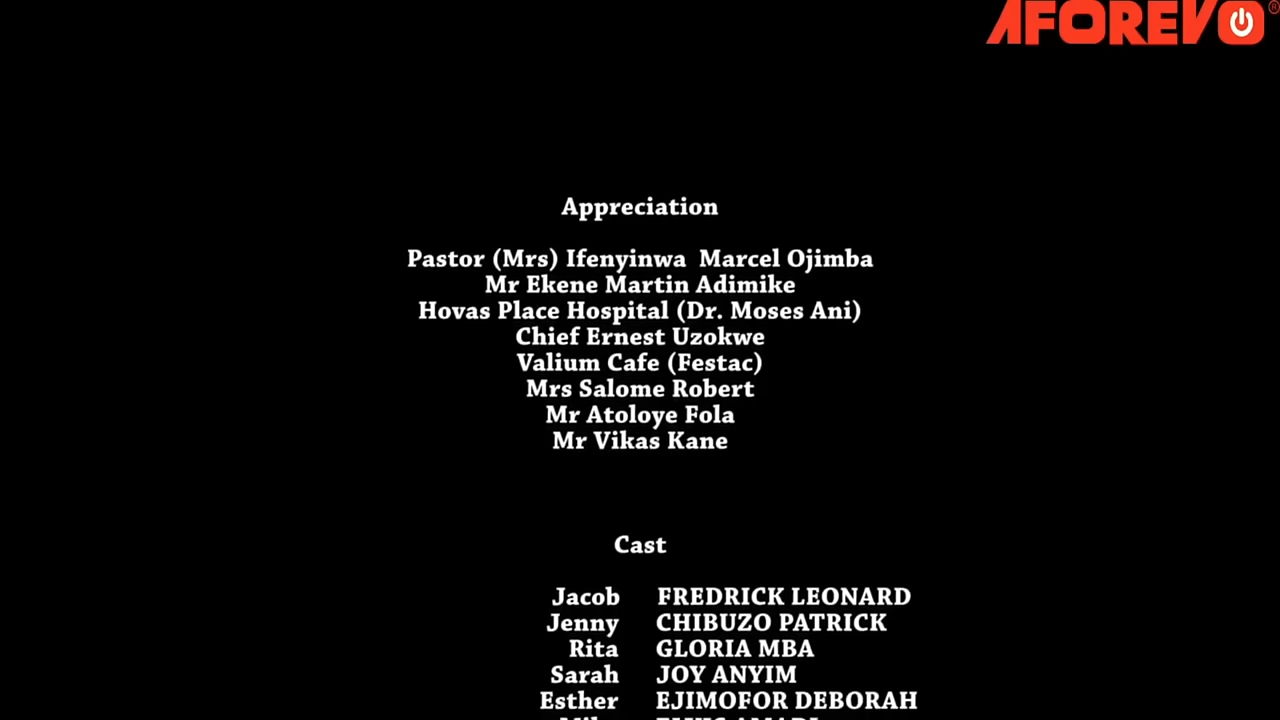 AFOREVO®
Appreciation
Pastor (Mrs) Ifenyinwa Marcel Ojimba
Mr Ekene Martin Adimike
Hovas Place Hospital (Dr. Moses Ani)
Chief Ernest Uzokwe
Valium Cafe (Festac)
Mrs Salome Robert
Mr Atoloye Fola
Mr Vikas Kane
Cast
Jacob FREDRICK LEONARD
Jenny CHIBUZO PATRICK
Rita GLORIA MBA
Sarah JOY ANYIM
Esther EJIMOFOR DEBORAH